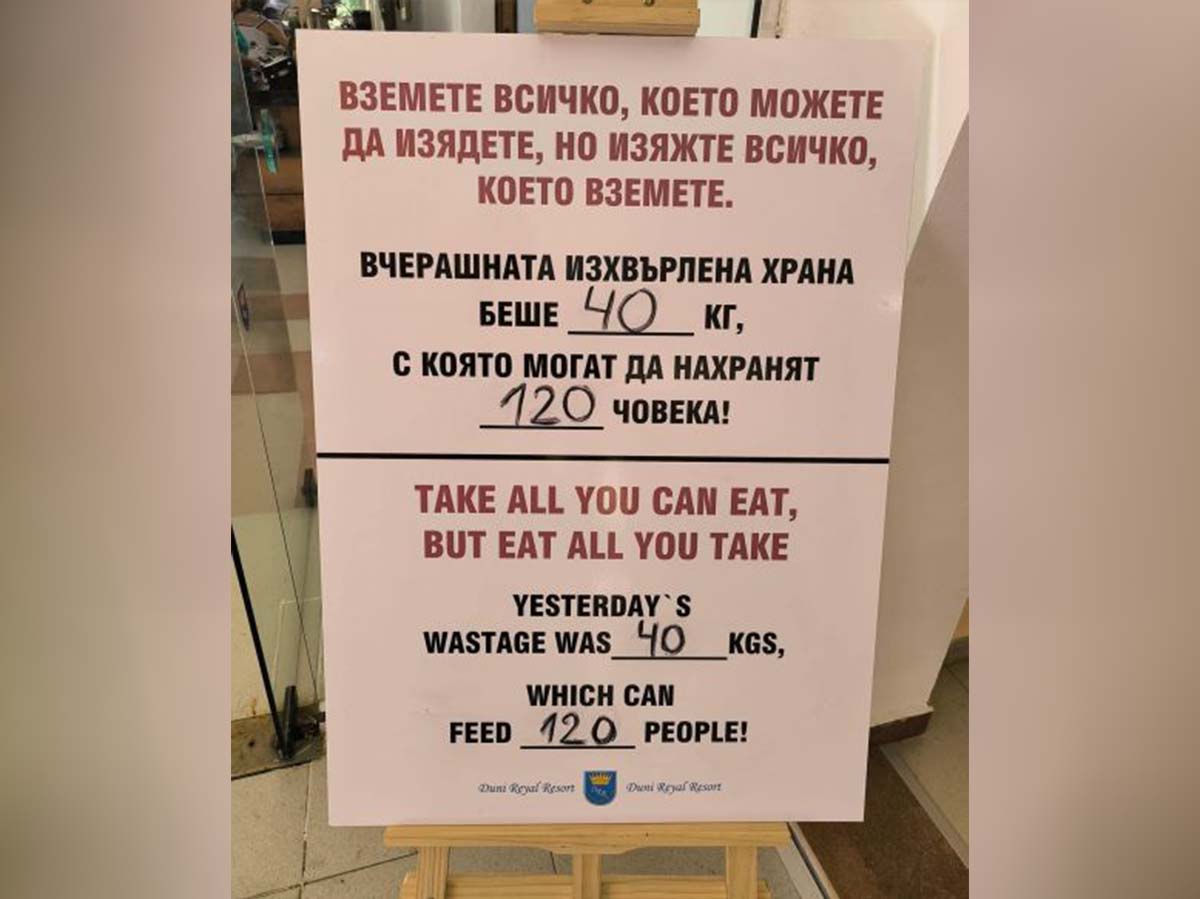 ВЗЕМЕТЕ ВСИЧКО, КОЕТО МОЖЕТЕ
ДА ИЗЯДЕТЕ, НО ИЗЯЖТЕ ВСИЧКО,
КОЕТО ВЗЕМЕТЕ.
ВЧЕРАШНАТА ИЗХВЪРЛЕНА ХРАНА
БЕШЕ 40 КГ,
С КОЯТО МОГАТ ДА НАХРАНЯТ
120 ЧОВЕКА!
TAKE ALL YOU CAN EAT,
BUT EAT ALL YOU TAKE
YESTERDAY`S
WASTAGE WAS 40 KGS,
WHICH CAN
FEED 120 PEOPLE!
Duni Royal Resort Duni Royal Resort